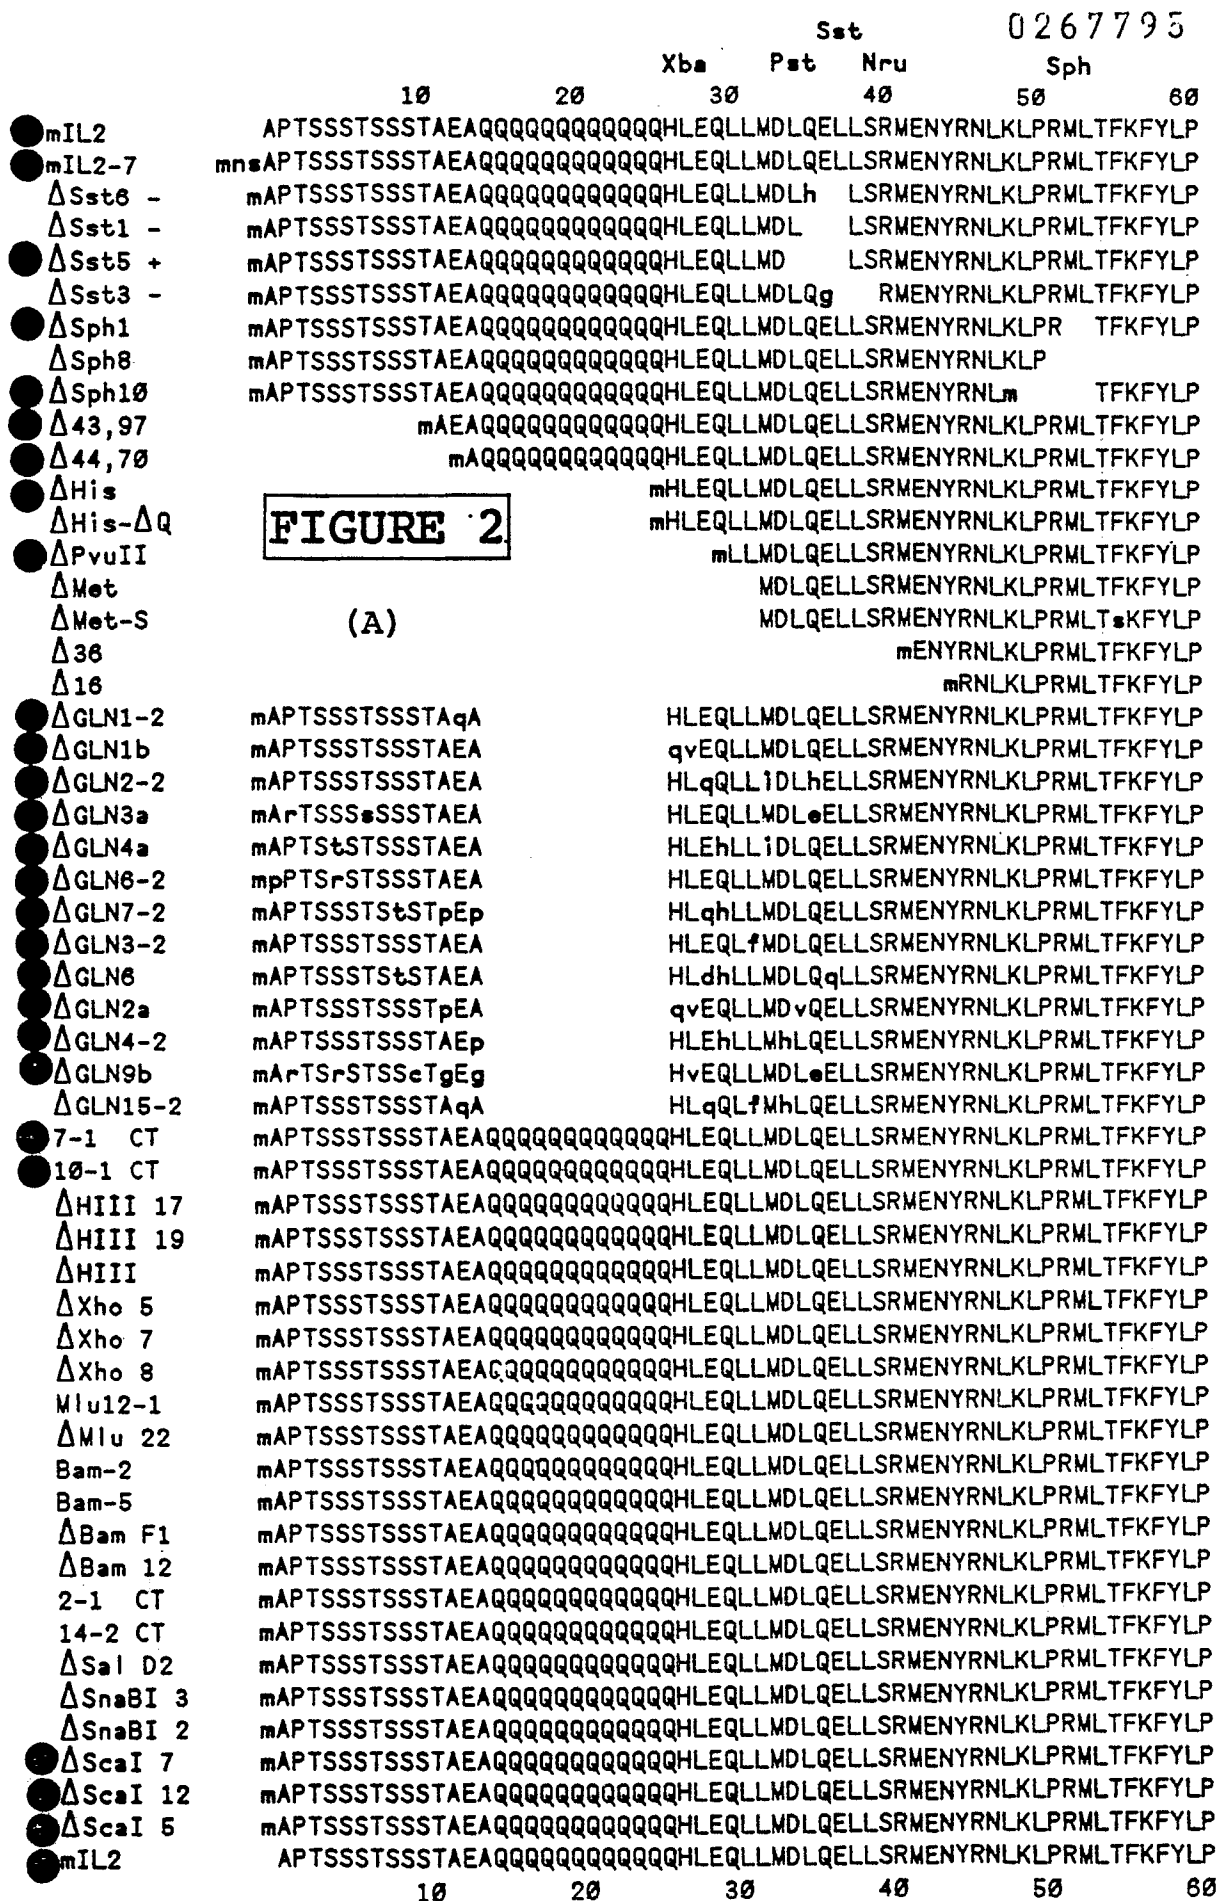 0267795
Sst
Xba Pst Nru Sph
10 20 30 40 50 60
mIL2 APTSSSTSSSTAEAQQQQQQQQQQQQHLEQLLMDLQELLSRMENYRNLKLPRMLTFKFYLP
mIL2-7 mnsAPTSSSTSSSTAEAQQQQQQQQQQQQHLEQLLMDLQELLSRMENYRNLKLPRMLTFKFYLP
ΔSst6 - mAPTSSSTSSSTAEAQQQQQQQQQQQQHLEQLLMDLh LSRMENYRNLKLPRMLTFKFYLP
ΔSst1 - mAPTSSSTSSSTAEAQQQQQQQQQQQQHLEQLLMDL LSRMENYRNLKLPRMLTFKFYLP
ΔSst5 + mAPTSSSTSSSTAEAQQQQQQQQQQQQHLEQLLMD LSRMENYRNLKLPRMLTFKFYLP
ΔSst3 - mAPTSSSTSSSTAEAQQQQQQQQQQQQHLEQLLMDLQg RMENYRNLKLPRMLTFKFYLP
ΔSph1 mAPTSSSTSSSTAEAQQQQQQQQQQQQHLEQLLMDLQELLSRMENYRNLKLPR TFKFYLP
ΔSph8 mAPTSSSTSSSTAEAQQQQQQQQQQQQHLEQLLMDLQELLSRMENYRNLKLP
ΔSph10 mAPTSSSTSSSTAEAQQQQQQQQQQQQHLEQLLMDLQELLSRMENYRNLm TFKFYLP
Δ43,97 mAEAQQQQQQQQQQQQHLEQLLMDLQELLSRMENYRNLKLPRMLTFKFYLP
Δ44,70 mAQQQQQQQQQQQQHLEQLLMDLQELLSRMENYRNLKLPRMLTFKFYLP
ΔHis mHLEQLLMDLQELLSRMENYRNLKLPRMLTFKFYLP
ΔHis-ΔQ mHLEQLLMDLQELLSRMENYRNLKLPRMLTFKFYLP
FIGURE 2
ΔPvuII mLLMDLQELLSRMENYRNLKLPRMLTFKFYLP
ΔMet MDLQELLSRMENYRNLKLPRMLTFKFYLP
ΔMet-S MDLQELLSRMENYRNLKLPRMLTsKFYLP
(A)
Δ36 mENYRNLKLPRMLTFKFYLP
Δ16 mRNLKLPRMLTFKFYLP
ΔGLN1-2 mAPTSSSTSSSTAqA HLEQLLMDLQELLSRMENYRNLKLPRMLTFKFYLP
ΔGLN1b mAPTSSSTSSSTAEA qvEQLLMDLQELLSRMENYRNLKLPRMLTFKFYLP
ΔGLN2-2 mAPTSSSTSSSTAEA HLqQLLiDLhELLSRMENYRNLKLPRMLTFKFYLP
ΔGLN3a mArTSSSsSSSTAEA HLEQLLMDLeELLSRMENYRNLKLPRMLTFKFYLP
ΔGLN4a mAPTStSTSSSTAEA HLEhLLiDLQELLSRMENYRNLKLPRMLTFKFYLP
ΔGLN6-2 mpPTSrSTSSSTAEA HLEQLLMDLQELLSRMENYRNLKLPRMLTFKFYLP
ΔGLN7-2 mAPTSSSTStSTpEp HLqhLLMDLQELLSRMENYRNLKLPRMLTFKFYLP
ΔGLN3-2 mAPTSSSTSSSTAEA HLEQLfMDLQELLSRMENYRNLKLPRMLTFKFYLP
ΔGLN6 mAPTSSSTStSTAEA HLdhLLMDLQqLLSRMENYRNLKLPRMLTFKFYLP
ΔGLN2a mAPTSSSTSSSTpEA qvEQLLMDvQELLSRMENYRNLKLPRMLTFKFYLP
ΔGLN4-2 mAPTSSSTSSSTAEp HLEhLLMhLQELLSRMENYRNLKLPRMLTFKFYLP
ΔGLN9b mArTSrSTSScTgEg HvEQLLMDLeELLSRMENYRNLKLPRMLTFKFYLP
ΔGLN15-2 mAPTSSSTSSSTAqA HLqQLfMhLQELLSRMENYRNLKLPRMLTFKFYLP
7-1 CT mAPTSSSTSSSTAEAQQQQQQQQQQQQHLEQLLMDLQELLSRMENYRNLKLPRMLTFKFYLP
10-1 CT mAPTSSSTSSSTAEAQQQQQQQQQQQQHLEQLLMDLQELLSRMENYRNLKLPRMLTFKFYLP
ΔHIII 17 mAPTSSSTSSSTAEAQQQQQQQQQQQQHLEQLLMDLQELLSRMENYRNLKLPRMLTFKFYLP
ΔHIII 19 mAPTSSSTSSSTAEAQQQQQQQQQQQQHLEQLLMDLQELLSRMENYRNLKLPRMLTFKFYLP
ΔHIII mAPTSSSTSSSTAEAQQQQQQQQQQQQHLEQLLMDLQELLSRMENYRNLKLPRMLTFKFYLP
ΔXho 5 mAPTSSSTSSSTAEAQQQQQQQQQQQQHLEQLLMDLQELLSRMENYRNLKLPRMLTFKFYLP
ΔXho 7 mAPTSSSTSSSTAEAQQQQQQQQQQQQHLEQLLMDLQELLSRMENYRNLKLPRMLTFKFYLP
ΔXho 8 mAPTSSSTSSSTAEAQQQQQQQQQQQQHLEQLLMDLQELLSRMENYRNLKLPRMLTFKFYLP
Mlu12-1 mAPTSSSTSSSTAEAQQQQQQQQQQQQHLEQLLMDLQELLSRMENYRNLKLPRMLTFKFYLP
ΔMlu 22 mAPTSSSTSSSTAEAQQQQQQQQQQQQHLEQLLMDLQELLSRMENYRNLKLPRMLTFKFYLP
Bam-2 mAPTSSSTSSSTAEAQQQQQQQQQQQQHLEQLLMDLQELLSRMENYRNLKLPRMLTFKFYLP
Bam-5 mAPTSSSTSSSTAEAQQQQQQQQQQQQHLEQLLMDLQELLSRMENYRNLKLPRMLTFKFYLP
ΔBam F1 mAPTSSSTSSSTAEAQQQQQQQQQQQQHLEQLLMDLQELLSRMENYRNLKLPRMLTFKFYLP
ΔBam 12 mAPTSSSTSSSTAEAQQQQQQQQQQQQHLEQLLMDLQELLSRMENYRNLKLPRMLTFKFYLP
2-1 CT mAPTSSSTSSSTAEAQQQQQQQQQQQQHLEQLLMDLQELLSRMENYRNLKLPRMLTFKFYLP
14-2 CT mAPTSSSTSSSTAEAQQQQQQQQQQQQHLEQLLMDLQELLSRMENYRNLKLPRMLTFKFYLP
ΔSal D2 mAPTSSSTSSSTAEAQQQQQQQQQQQQHLEQLLMDLQELLSRMENYRNLKLPRMLTFKFYLP
ΔSnaBI 3 mAPTSSSTSSSTAEAQQQQQQQQQQQQHLEQLLMDLQELLSRMENYRNLKLPRMLTFKFYLP
ΔSnaBI 2 mAPTSSSTSSSTAEAQQQQQQQQQQQQHLEQLLMDLQELLSRMENYRNLKLPRMLTFKFYLP
ΔScaI 7 mAPTSSSTSSSTAEAQQQQQQQQQQQQHLEQLLMDLQELLSRMENYRNLKLPRMLTFKFYLP
ΔScaI 12 mAPTSSSTSSSTAEAQQQQQQQQQQQQHLEQLLMDLQELLSRMENYRNLKLPRMLTFKFYLP
ΔScaI 5 mAPTSSSTSSSTAEAQQQQQQQQQQQQHLEQLLMDLQELLSRMENYRNLKLPRMLTFKFYLP
mIL2 APTSSSTSSSTAEAQQQQQQQQQQQQHLEQLLMDLQELLSRMENYRNLKLPRMLTFKFYLP
10 20 30 40 50 60